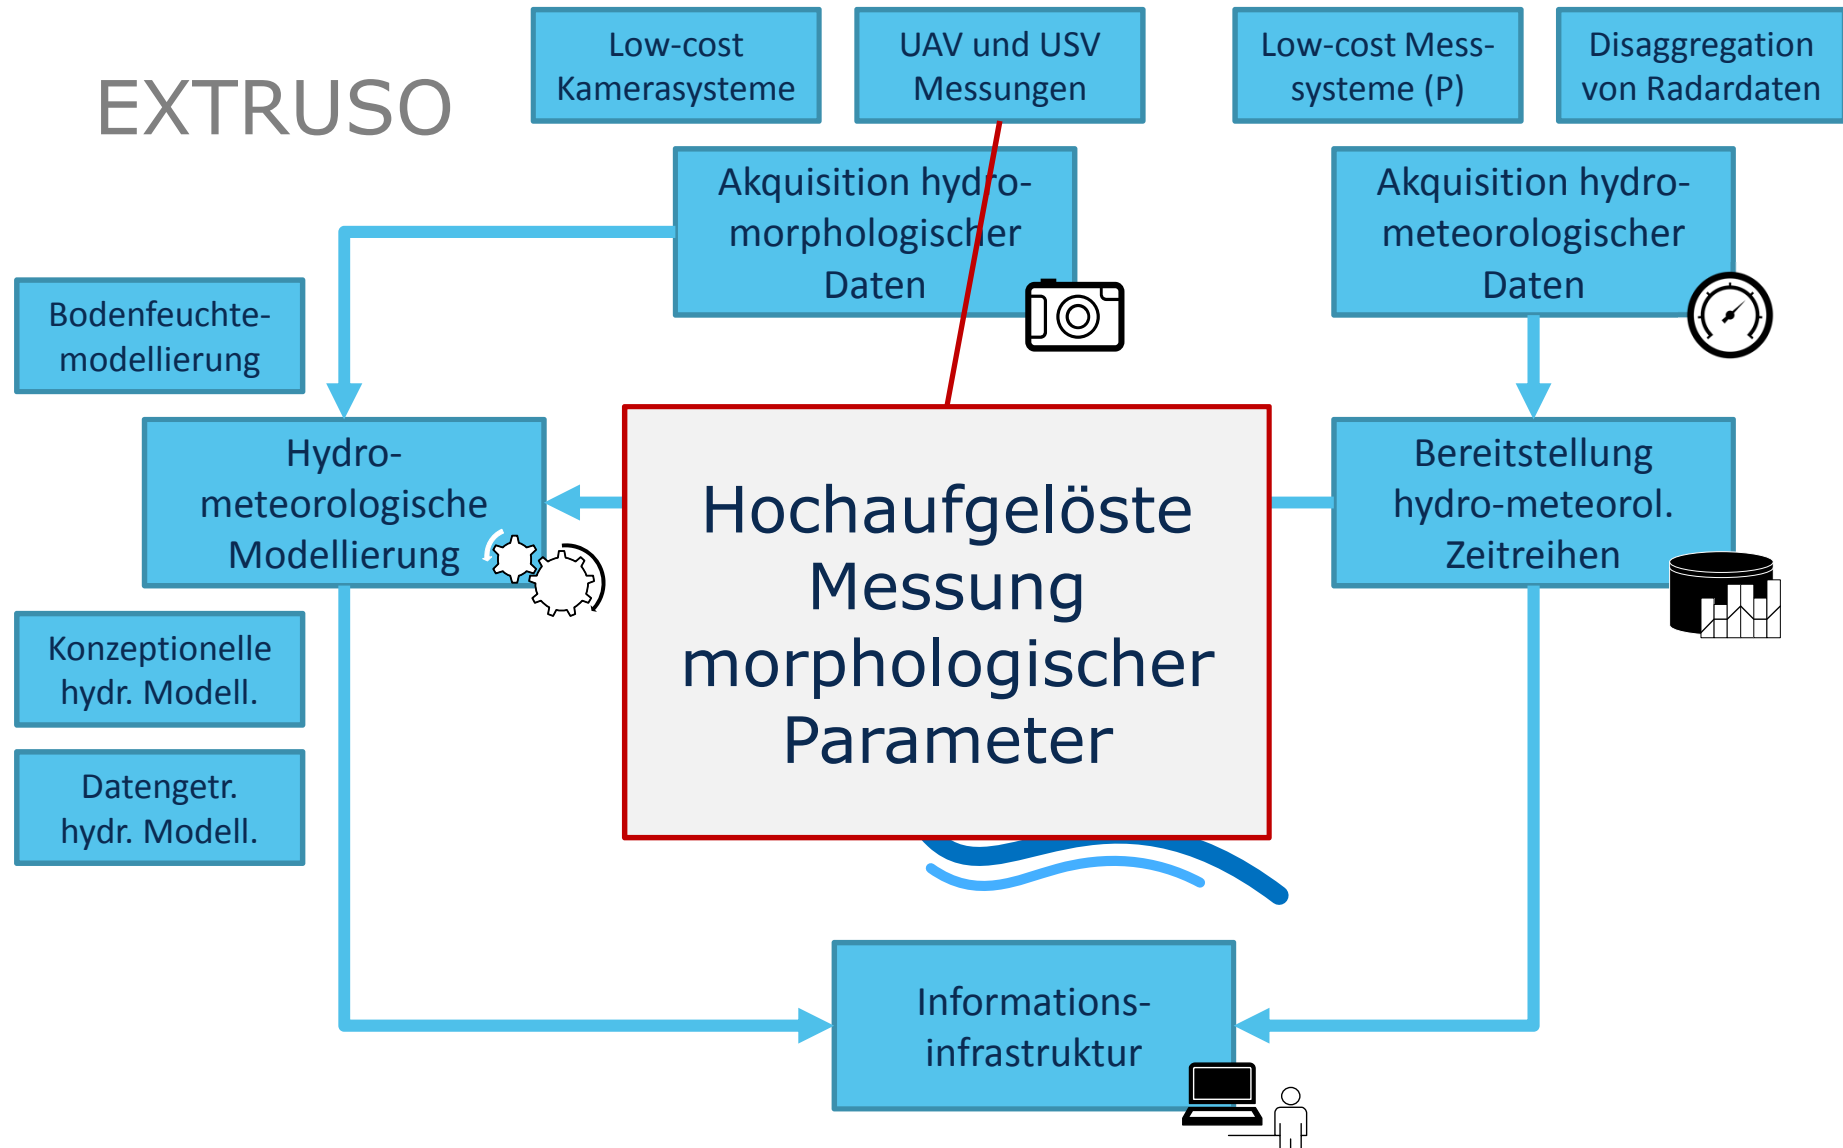 EXTRUSO
Low-cost
Kamerasysteme
UAV und USV
Messungen
Low-cost Mess-
systeme (P)
Disaggregation
von Radardaten
Akquisition hydro-
morphologischer
Daten
Akquisition hydro-
meteorologischer
Daten
Bodenfeuchte-
modellierung
Hydro-
meteorologische
Modellierung
Hochaufgelöste
Messung
morphologischer
Parameter
Bereitstellung
hydro-meteorol.
Zeitreihen
Konzeptionelle
hydr. Modell.
Datengetr.
hydr. Modell.
Informations-
infrastruktur